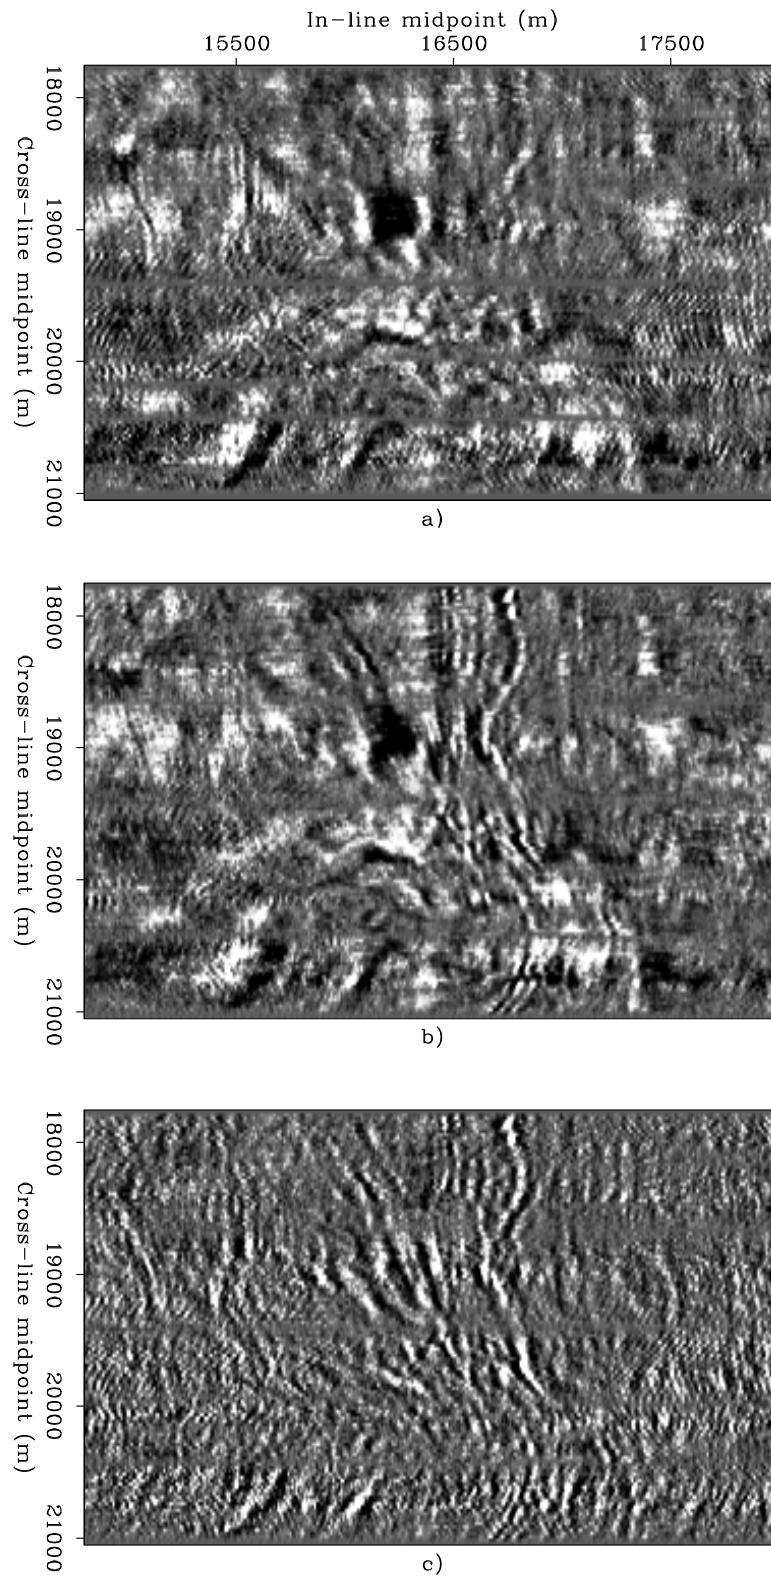 In-line midpoint (m)
15500 16500 17500
18000 19000 20000 21000
Cross-line midpoint (m)
a)
18000 19000 20000 21000
Cross-line midpoint (m)
b)
18000 19000 20000 21000
Cross-line midpoint (m)
c)